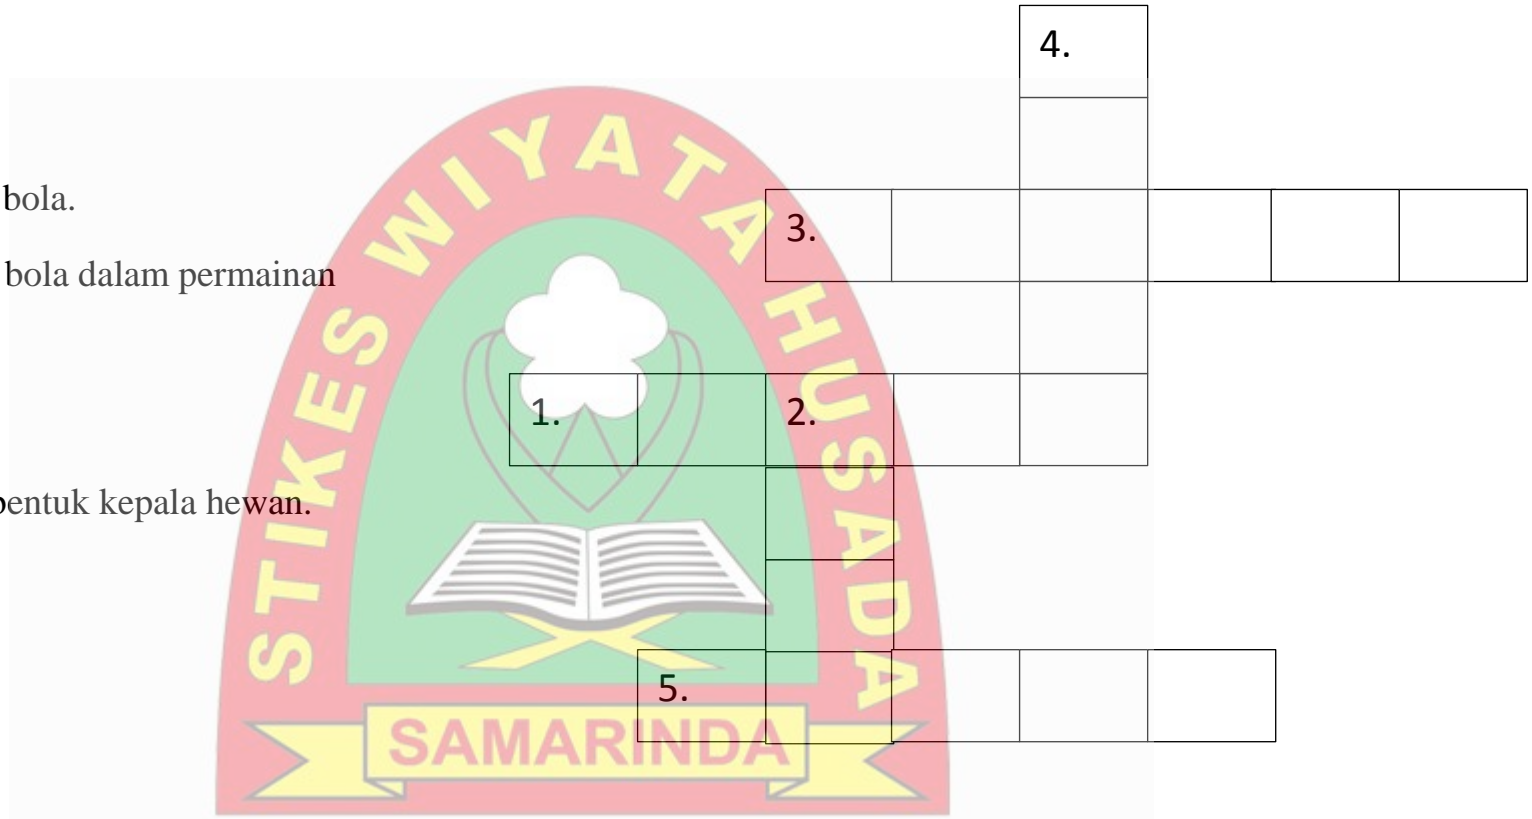 4.
STIKES WIYATA HUSADA
bola.
3.
bola dalam permainan
1.
2.
bentuk kepala hewan.
5.
SAMARINDA